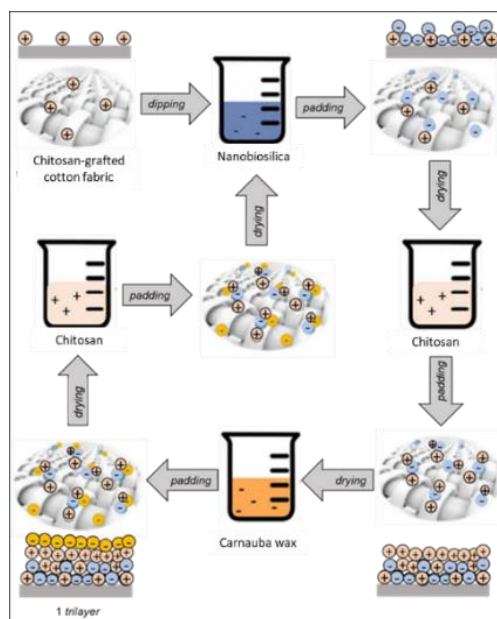 dipping
padding
Nanobiosilica
Chitosan-grafted
cotton fabric
drying
drying
padding
Chitosan
Chitosan
padding
drying
padding
drying
Carnauba wax
1 trilayer